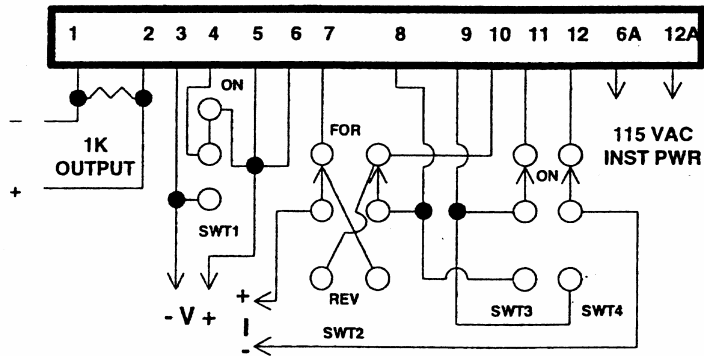 1 2 3 4 5 6 7 8 9 10 11 12 6A 12A
ON
FOR
115 VAC
INST PWR
–
1K
OUTPUT
ON
+
SWT1
- V +
+
I
-
REV
SWT2
SWT3
SWT4